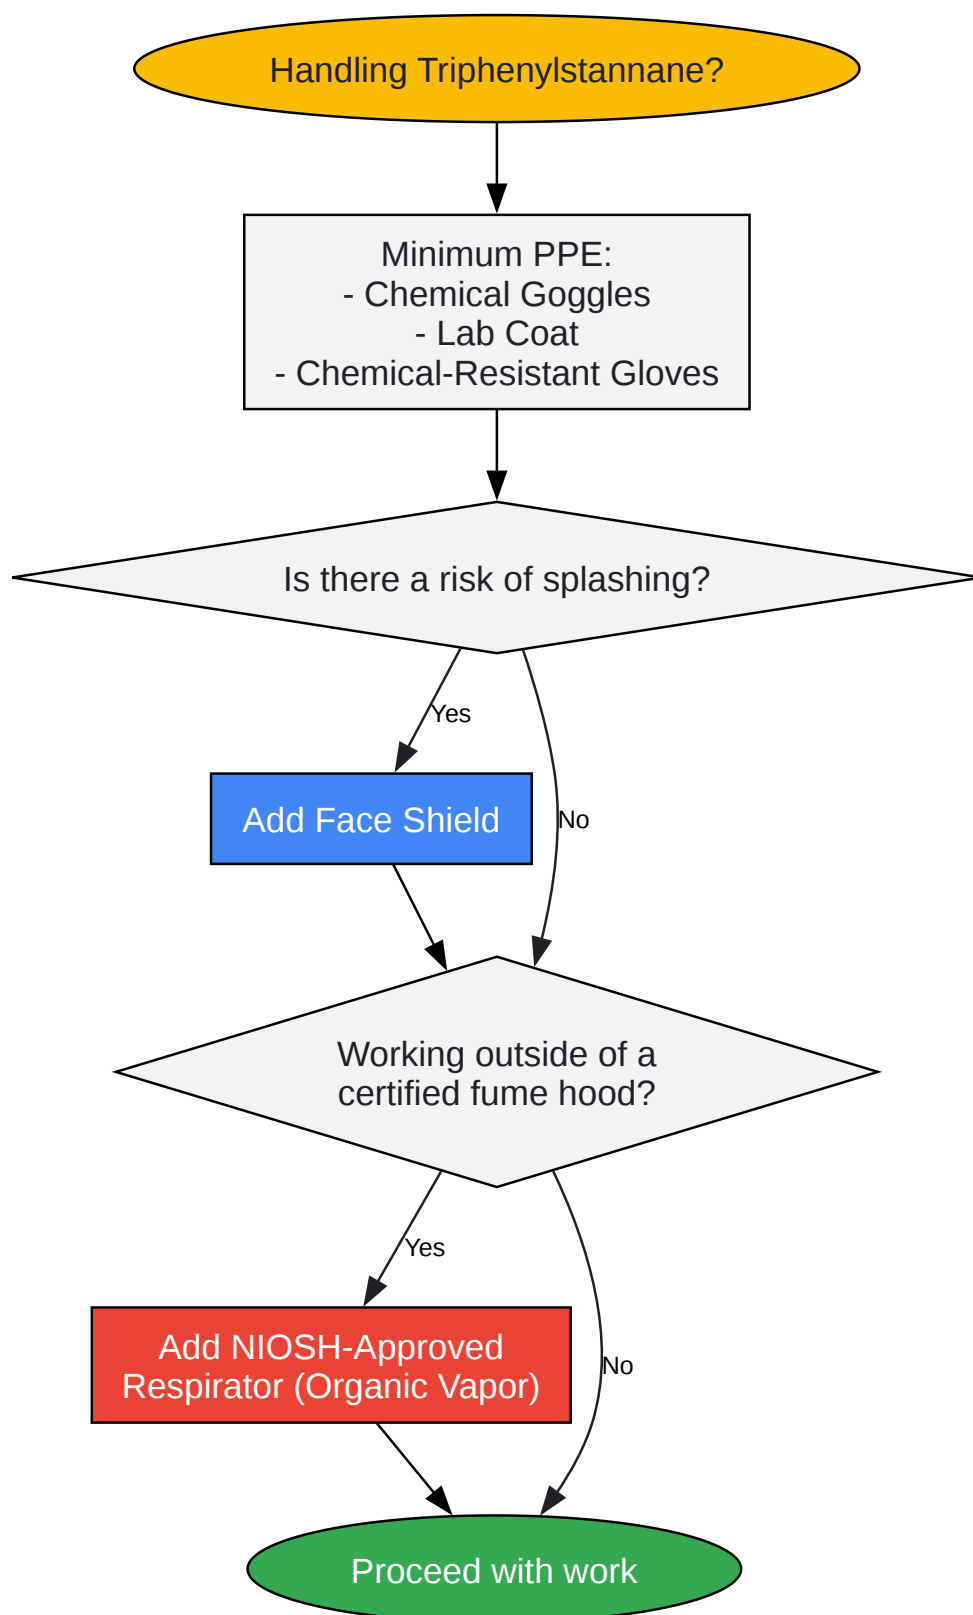 Handling Triphenylstannane?
Minimum PPE:
- Chemical Goggles
- Lab Coat
- Chemical-Resistant Gloves
Is there a risk of splashing?
Yes
Add Face Shield
No
Working outside of a
certified fume hood?
Yes
Add NIOSH-Approved
Respirator (Organic Vapor)
No
Proceed with work